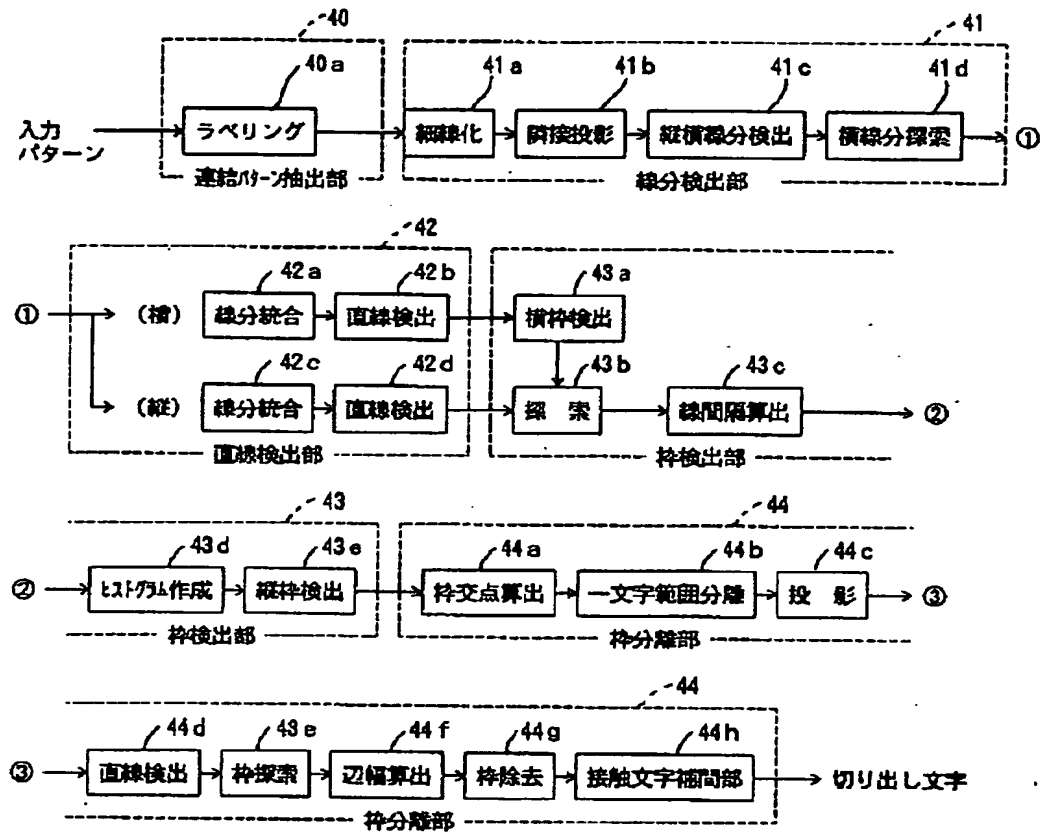 40
41
40a
41a 41b 41c 41d
入力
パターン
ラベリング 細線化 隣接投影 縦横線分検出 横線分探索 ①
連結パターン抽出部 線分検出部
42
42a 42b 43a
① (横) 線分統合 直線検出 横枠検出
42c 42d 43b 43c
(縦) 線分統合 直線検出 探 索 線間隔算出 ②
直線検出部 枠検出部
43 44
43d 43e 44a 44b 44c
② ヒストグラム作成 縦枠検出 枠交点算出 一文字範囲分離 投 影 ③
枠検出部 枠分離部
44
44d 43e 44f 44g 44h
③ 直線検出 枠探索 辺幅算出 枠除去 接触文字補間部 切り出し文字
枠分離部